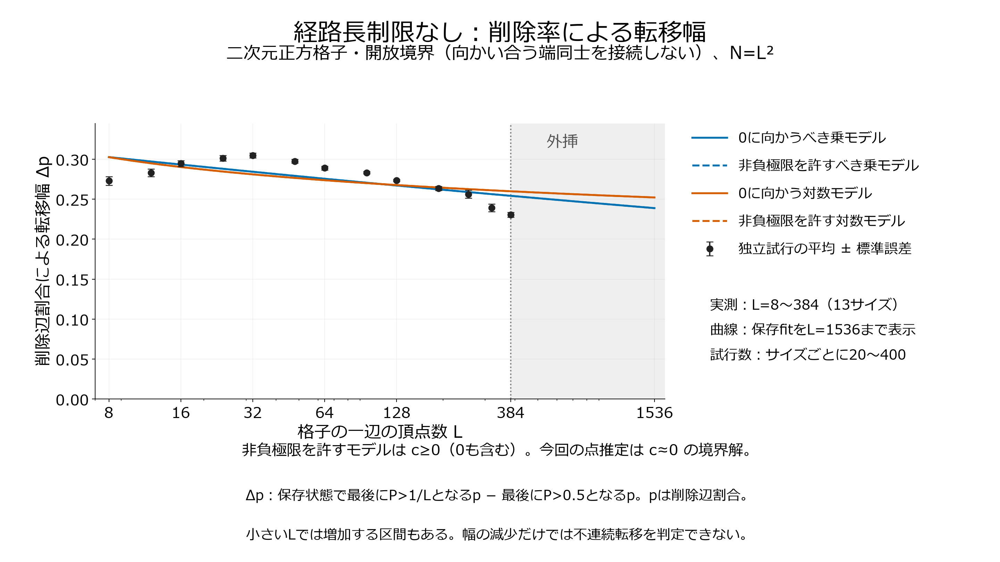 経路長制限なし：削除率による転移幅
二次元正方格子・開放境界（向かい合う端同士を接続しない）、N=L²
削除辺割合による転移幅 Δp
0.30
0.25
0.20
0.15
0.10
0.05
0.00
外挿
8
16
32
64
128
384
1536
格子の一辺の頂点数 L
0に向かうべき乗モデル
非負極限を許すべき乗モデル
0に向かう対数モデル
非負極限を許す対数モデル
独立試行の平均 ± 標準誤差
実測：L=8～384（13サイズ）
曲線：保存fitをL=1536まで表示
試行数：サイズごとに20～400
非負極限を許すモデルは c≥0（0も含む）。今回の点推定は c≈0 の境界解。
Δp：保存状態で最後にP>1/Lとなるp − 最後にP>0.5となるp。pは削除辺割合。
小さいLでは増加する区間もある。幅の減少だけでは不連続転移を判定できない。